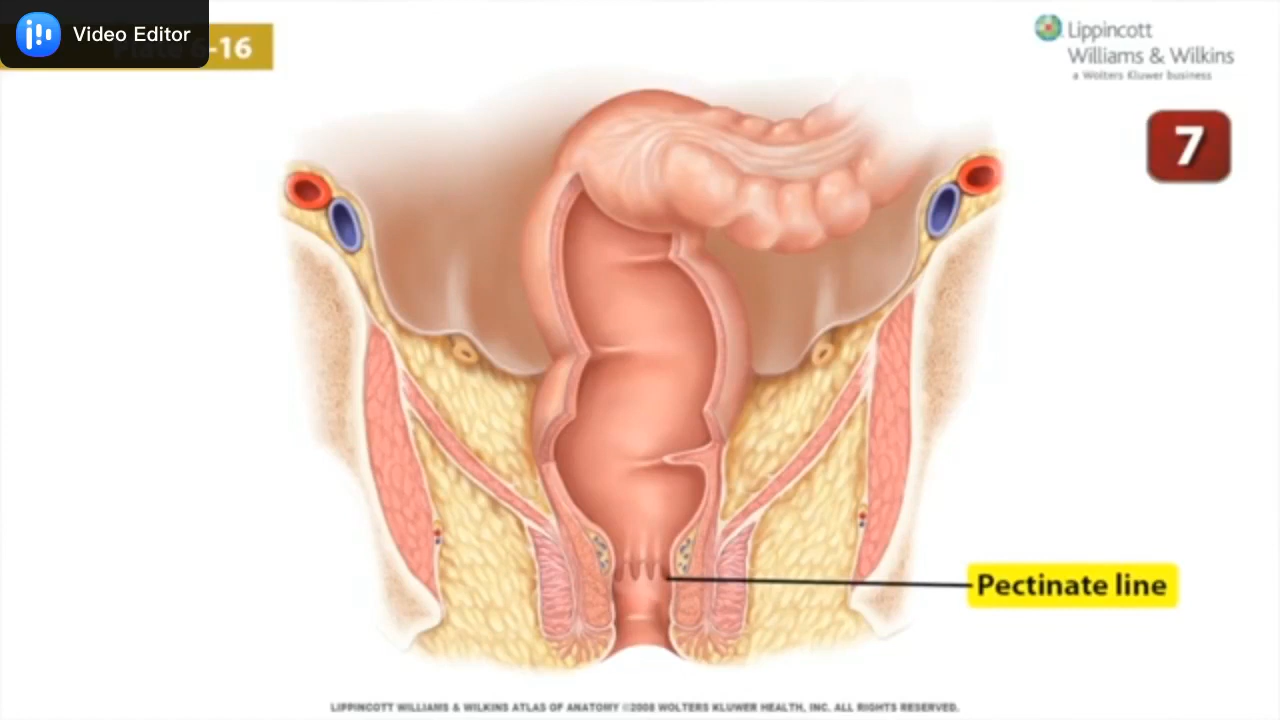 Video Editor
-16
Lippincott
Williams & Wilkins
a Wolters Kluwer business
7
Pectinate line
LIPPINCOTT WILLIAMS & WILKINS ATLAS OF ANATOMY ©2008 WOLTERS KLUWER HEALTH, INC. ALL RIGHTS RESERVED.